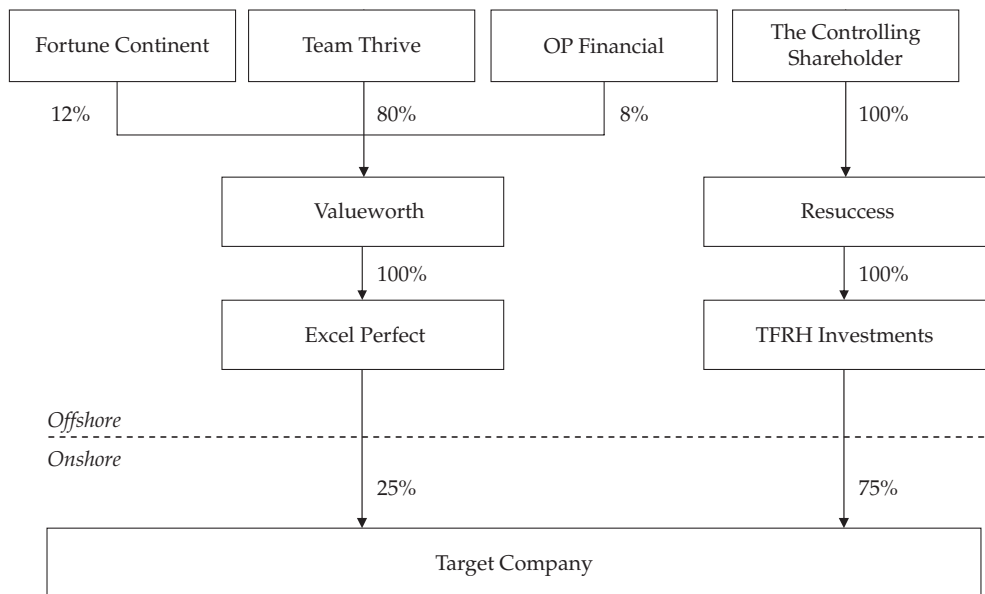 Fortune Continent
Team Thrive
OP Financial
The Controlling
Shareholder
12%
80%
8%
100%
Valueworth
Resuccess
100%
100%
Excel Perfect
TFRH Investments
Offshore
Onshore
25%
75%
Target Company